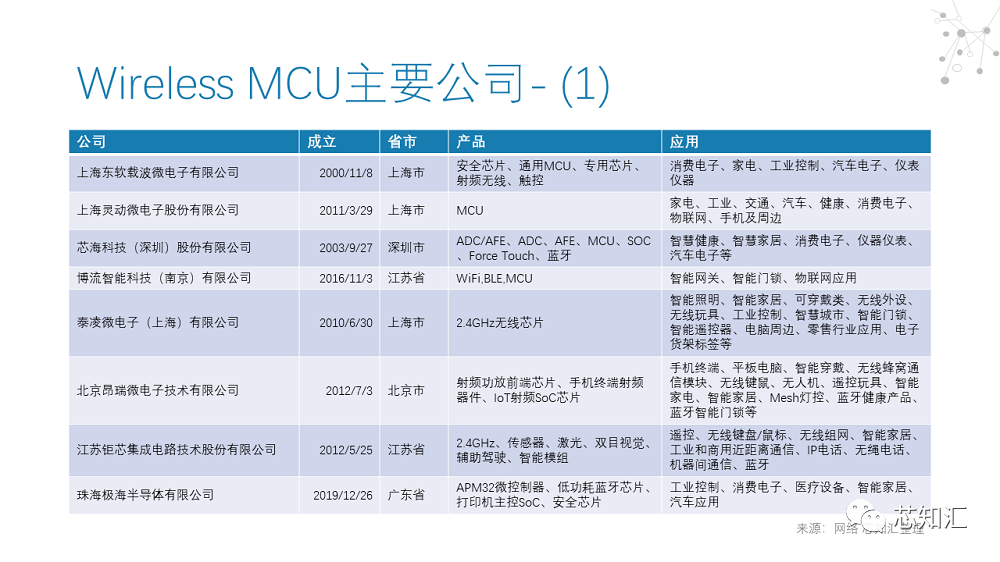 Wireless MCU主要公司- (1)
公司 成立 省市 产品 应用
上海东软载波微电子有限公司 2000/11/8 上海市 安全芯片、通用MCU、专用芯片、 消费电子、家电、工业控制、汽车电子、仪表
射频无线、触控 仪器
上海灵动微电子股份有限公司 2011/3/29 上海市 MCU 家电、工业、交通、汽车、健康、消费电子、
物联网、手机及周边
芯海科技（深圳）股份有限公司 2003/9/27 深圳市 ADC/AFE、ADC、AFE、MCU、SOC 智慧健康、智慧家居、消费电子、仪器仪表、
、Force Touch、蓝牙 汽车电子等
博流智能科技（南京）有限公司 2016/11/3 江苏省 WiFi,BLE,MCU 智能网关、智能门锁、物联网应用
泰凌微电子（上海）有限公司 2010/6/30 上海市 2.4GHz无线芯片 智能照明、智能家居、可穿戴类、无线外设、
无线玩具、工业控制、智慧城市、智能门锁、
智能遥控器、电脑周边、零售行业应用、电子
货架标签等
北京昂瑞微电子技术有限公司 2012/7/3 北京市 射频功放前端芯片、手机终端射频 手机终端、平板电脑、智能穿戴、无线蜂窝通
器件、IoT射频SoC芯片 信模块、无线键鼠、无人机、遥控玩具、智能
家电、智能家居、Mesh灯控、蓝牙健康产品、
蓝牙智能门锁等
江苏钜芯集成电路技术股份有限公司 2012/5/25 江苏省 2.4GHz、传感器、激光、双目视觉、 遥控、无线键盘/鼠标、无线组网、智能家居、
辅助驾驶、智能模组 工业和商用近距离通信、IP电话、无绳电话、
机器间通信、蓝牙
珠海极海半导体有限公司 2019/12/26 广东省 APM32微控制器、低功耗蓝牙芯片、 工业控制、消费电子、医疗设备、智能家居、
打印机主控SoC、安全芯片 汽车应用
芯知汇
来源：网络 芯知汇整理